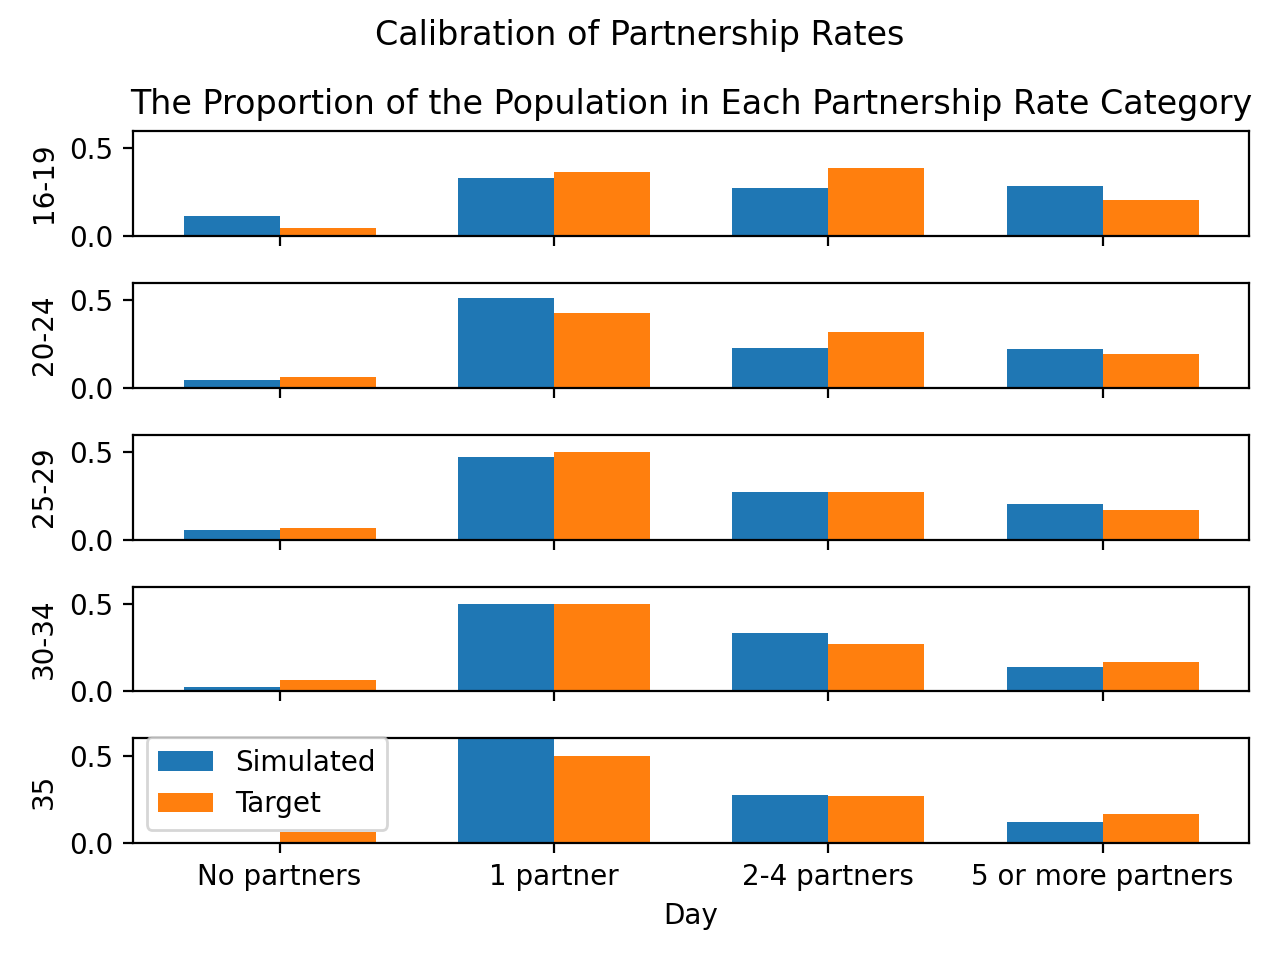 Calibration of Partnership Rates
The Proportion of the Population in Each Partnership Rate Category
0.5
16-19
0.0
0.5
20-24
0.0
0.5
25-29
0.0
0.5
30-34
0.0
Simulated
0.5
35
Target
0.0
No partners 1 partner 2-4 partners 5 or more partners
Day